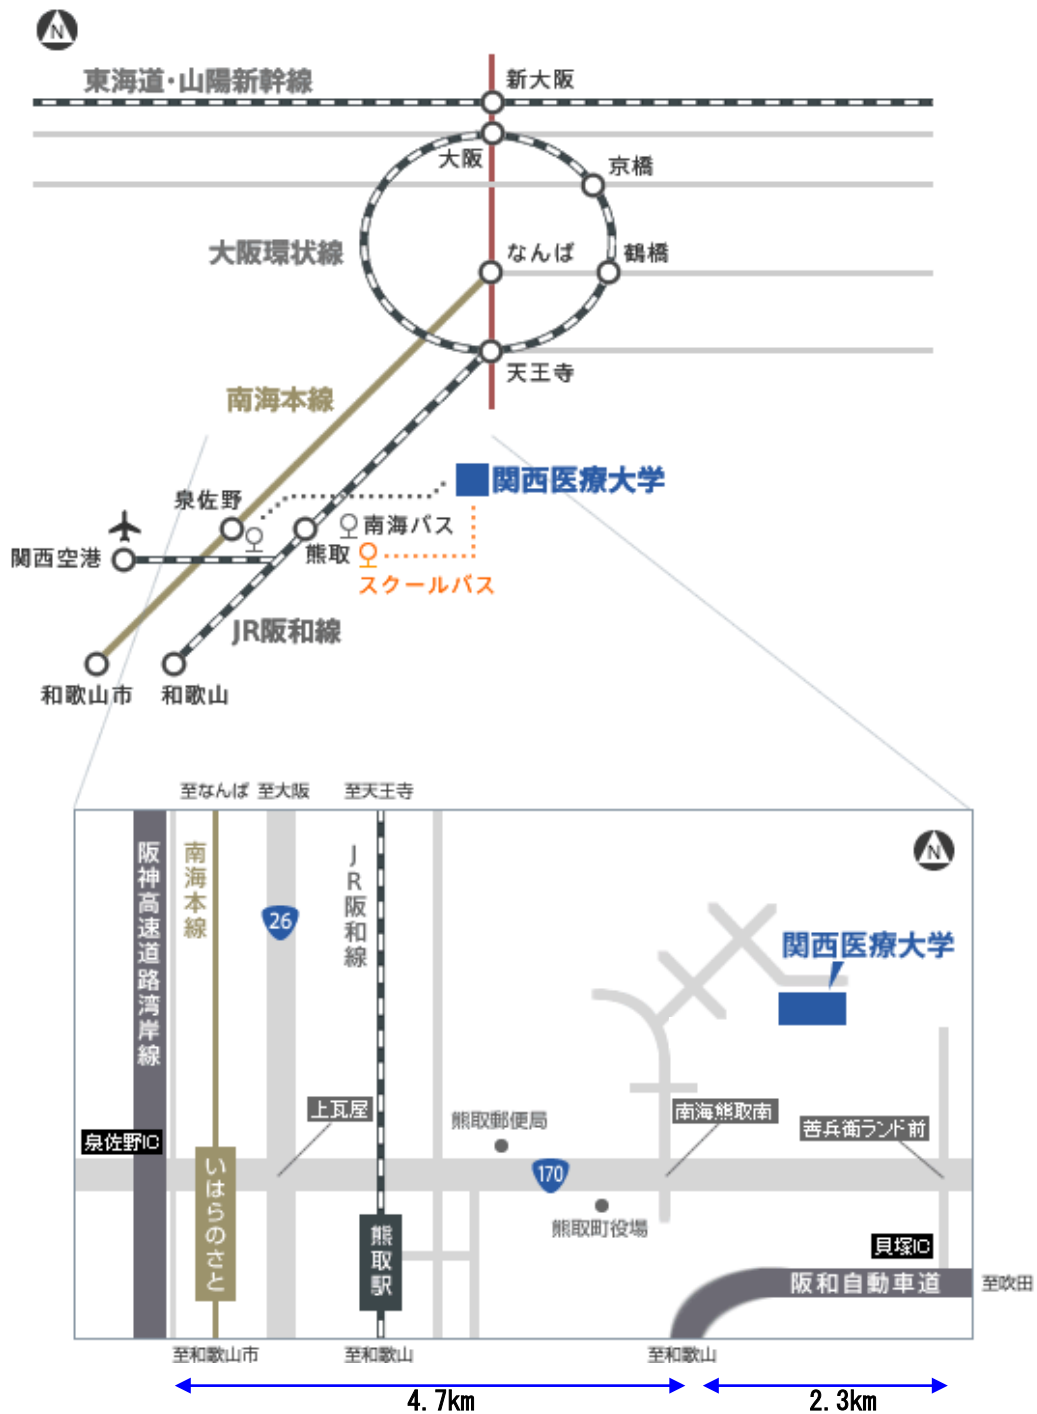 N
東海道・山陽新幹線
新大阪
大阪
京橋
大阪環状線
なんば
鶴橋
天王寺
南海本線
関西医療大学
泉佐野
南海バス
関西空港
熊取
スクールバス
JR阪和線
和歌山市
和歌山
至なんば
至大阪
至天王寺
阪神高速道路湾岸線
南海本線
26
JR阪和線
N
関西医療大学
上瓦屋
熊取郵便局
南海熊取南
善兵衛ランド前
泉佐野IC
いはらのさと
170
熊取駅
熊取町役場
貝塚IC
阪和自動車道
至吹田
至和歌山市
至和歌山
至和歌山
4.7km
2.3km